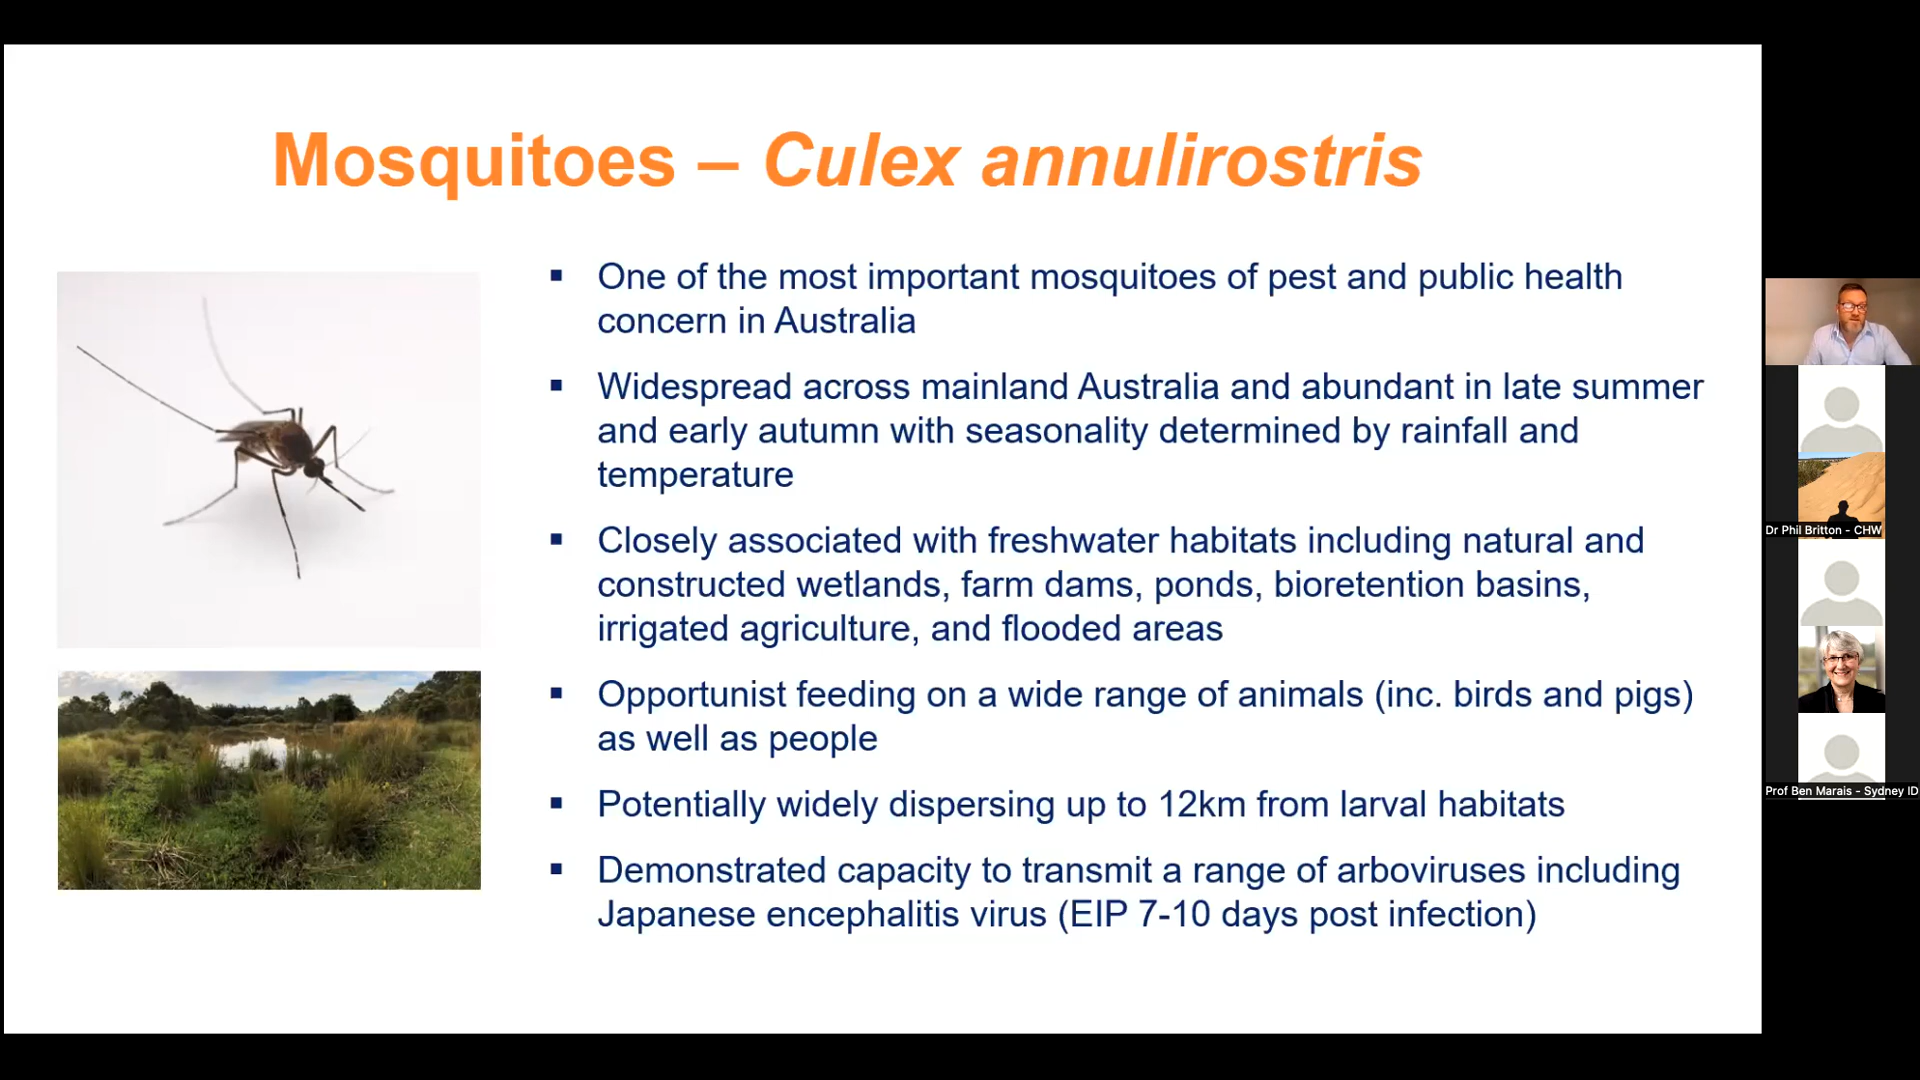 Mosquitoes – Culex annulirostris
▪ One of the most important mosquitoes of pest and public health
concern in Australia
▪ Widespread across mainland Australia and abundant in late summer
and early autumn with seasonality determined by rainfall and
temperature
▪ Closely associated with freshwater habitats including natural and
constructed wetlands, farm dams, ponds, bioretention basins,
irrigated agriculture, and flooded areas
▪ Opportunist feeding on a wide range of animals (inc. birds and pigs)
as well as people
▪ Potentially widely dispersing up to 12km from larval habitats
▪ Demonstrated capacity to transmit a range of arboviruses including
Japanese encephalitis virus (EIP 7-10 days post infection)
Dr Phil Britton - CHW
Prof Ben Marais - Sydney ID